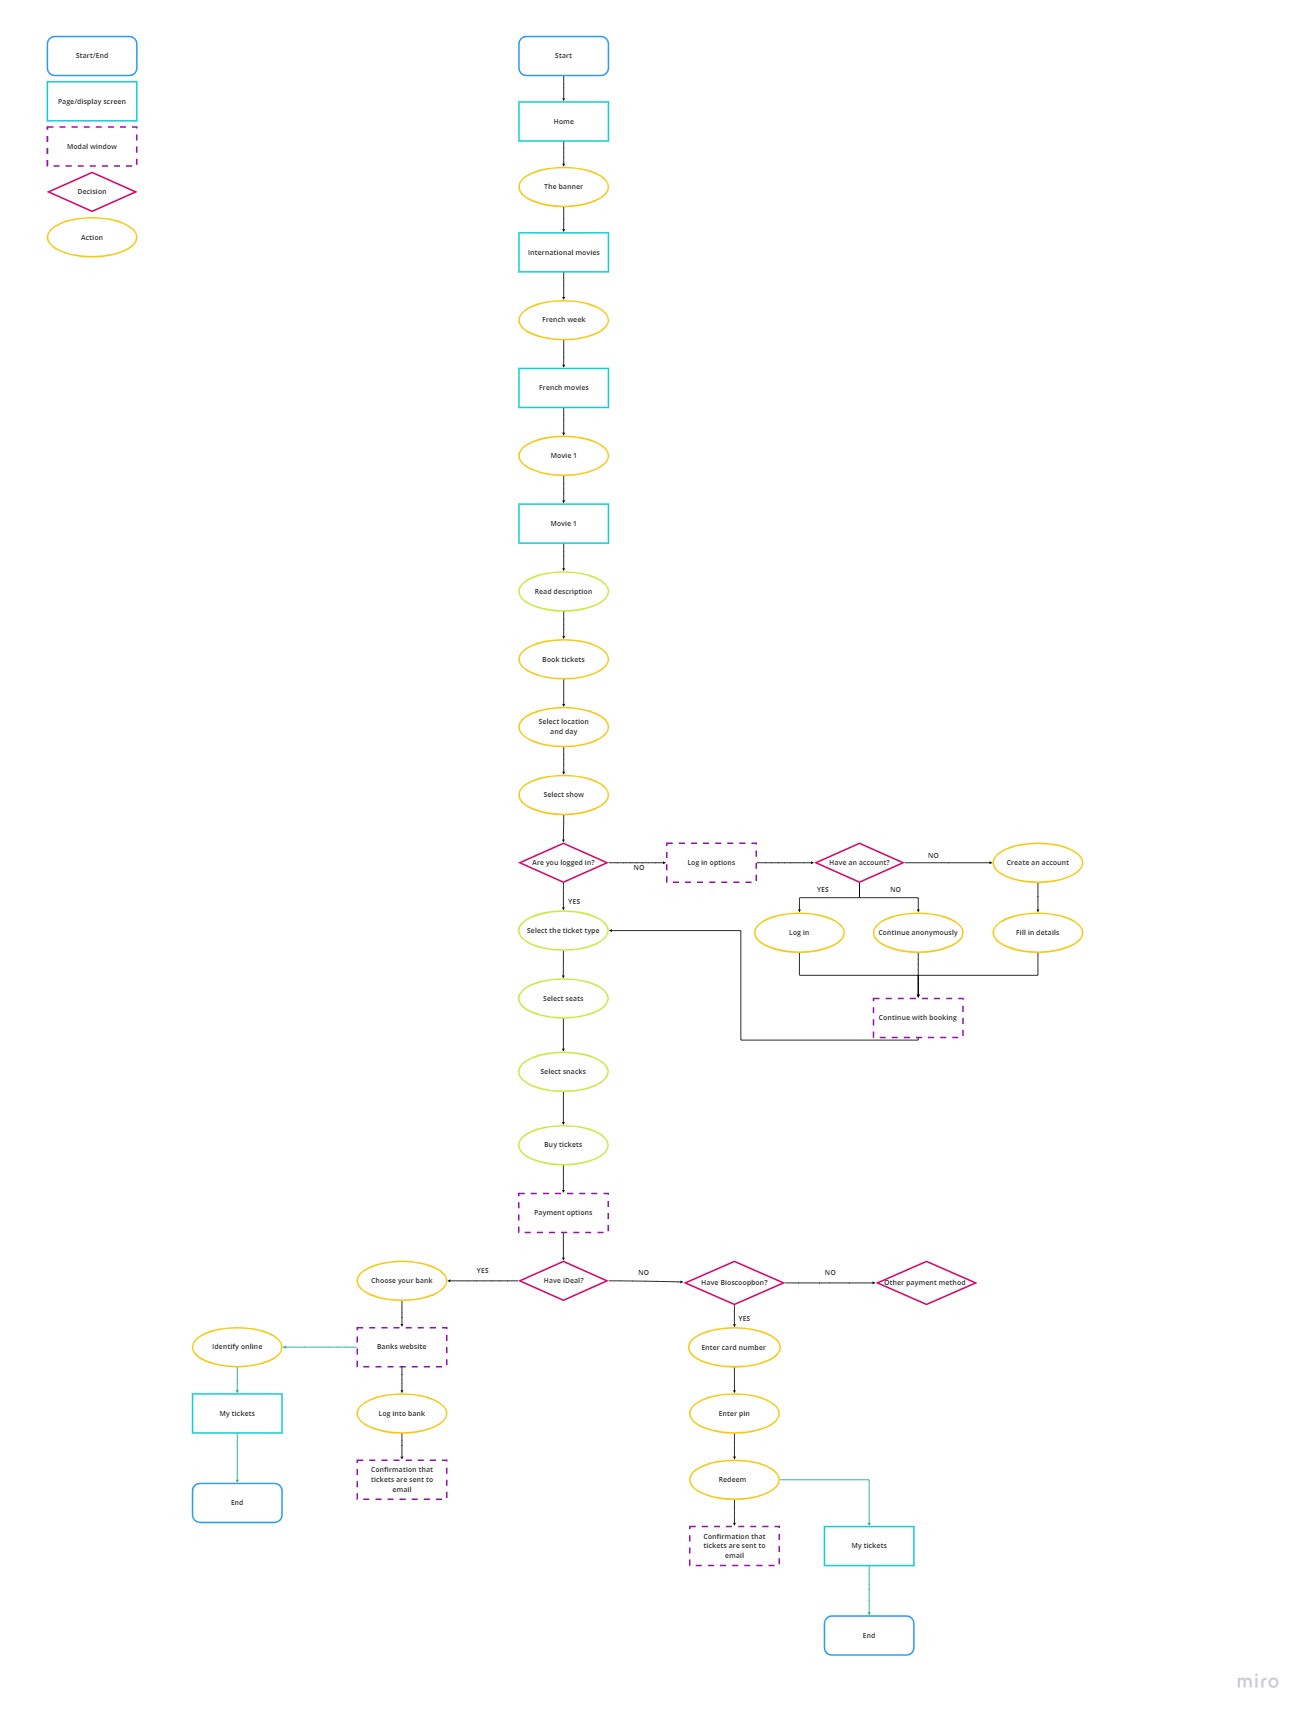 Start/End
Page/display screen
Modal window
Decision
Action
Start
Home
The banner
International movies
French week
French movies
Movie 1
Movie 1
Read description
Book tickets
Select location
and day
Select show
Are you logged in?
NO
Log in options
Have an account?
NO
Create an account
YES
YES
NO
Select the ticket type
Log in
Continue anonymously
Fill in details
Select seats
Continue with booking
Select snacks
Buy tickets
Payment options
Choose your bank
YES
Have iDeal?
NO
Have Bioscoopbon?
NO
Other payment method
YES
Identify online
Banks website
Enter card number
My tickets
Log into bank
Enter pin
Confirmation that
tickets are sent to
email
Redeem
End
Confirmation that
tickets are sent to
email
My tickets
End
miro